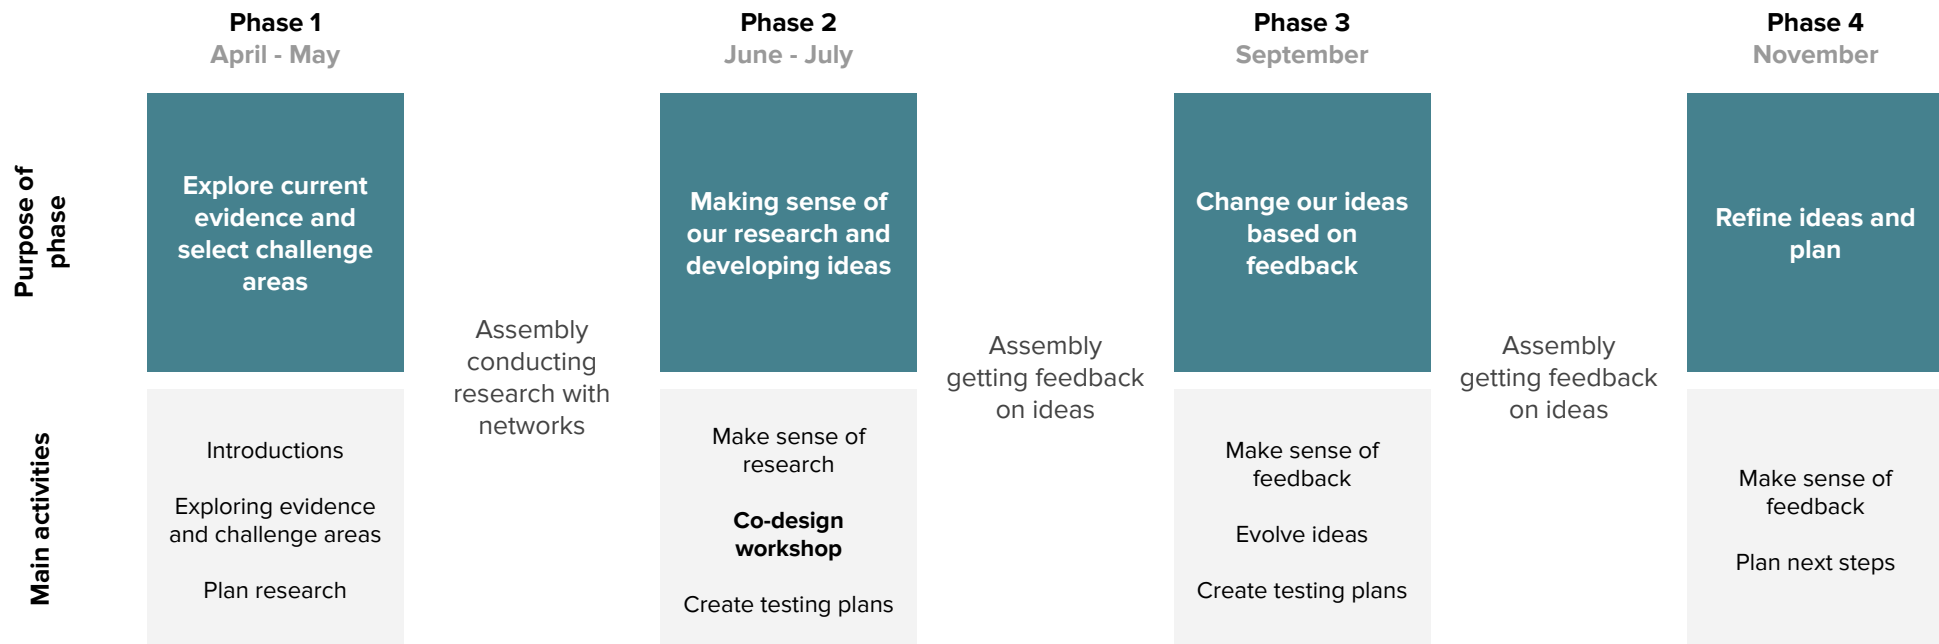 Phase 1
April - May
Phase 2
June - July
Phase 3
September
Phase 4
November
Purpose of
phase
Explore current
evidence and
select challenge
areas
Making sense of
our research and
developing ideas
Change our ideas
based on
feedback
Refine ideas and
plan
Assembly
conducting
research with
networks
Assembly
getting feedback
on ideas
Assembly
getting feedback
on ideas
Main activities
Introductions
Exploring evidence
and challenge areas
Plan research
Make sense of
research
Co-design
workshop
Create testing plans
Make sense of
feedback
Evolve ideas
Create testing plans
Make sense of
feedback
Plan next steps